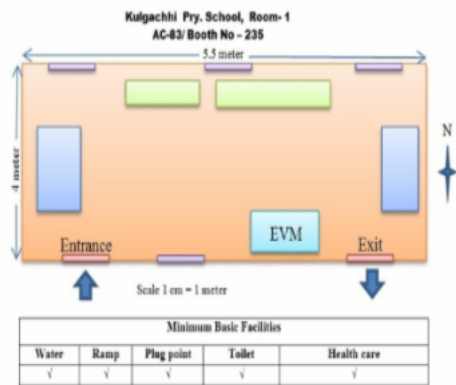 Kulgachhi Pry. School, Room- 1
AC-83/ Booth No – 235
5.5 meter
4 meter
N
EVM
Entrance
Exit
Scale 1 cm = 1 meter
Minimum Basic Facilities
Water Ramp Plug point Toilet Health care
√ √ √ √ √